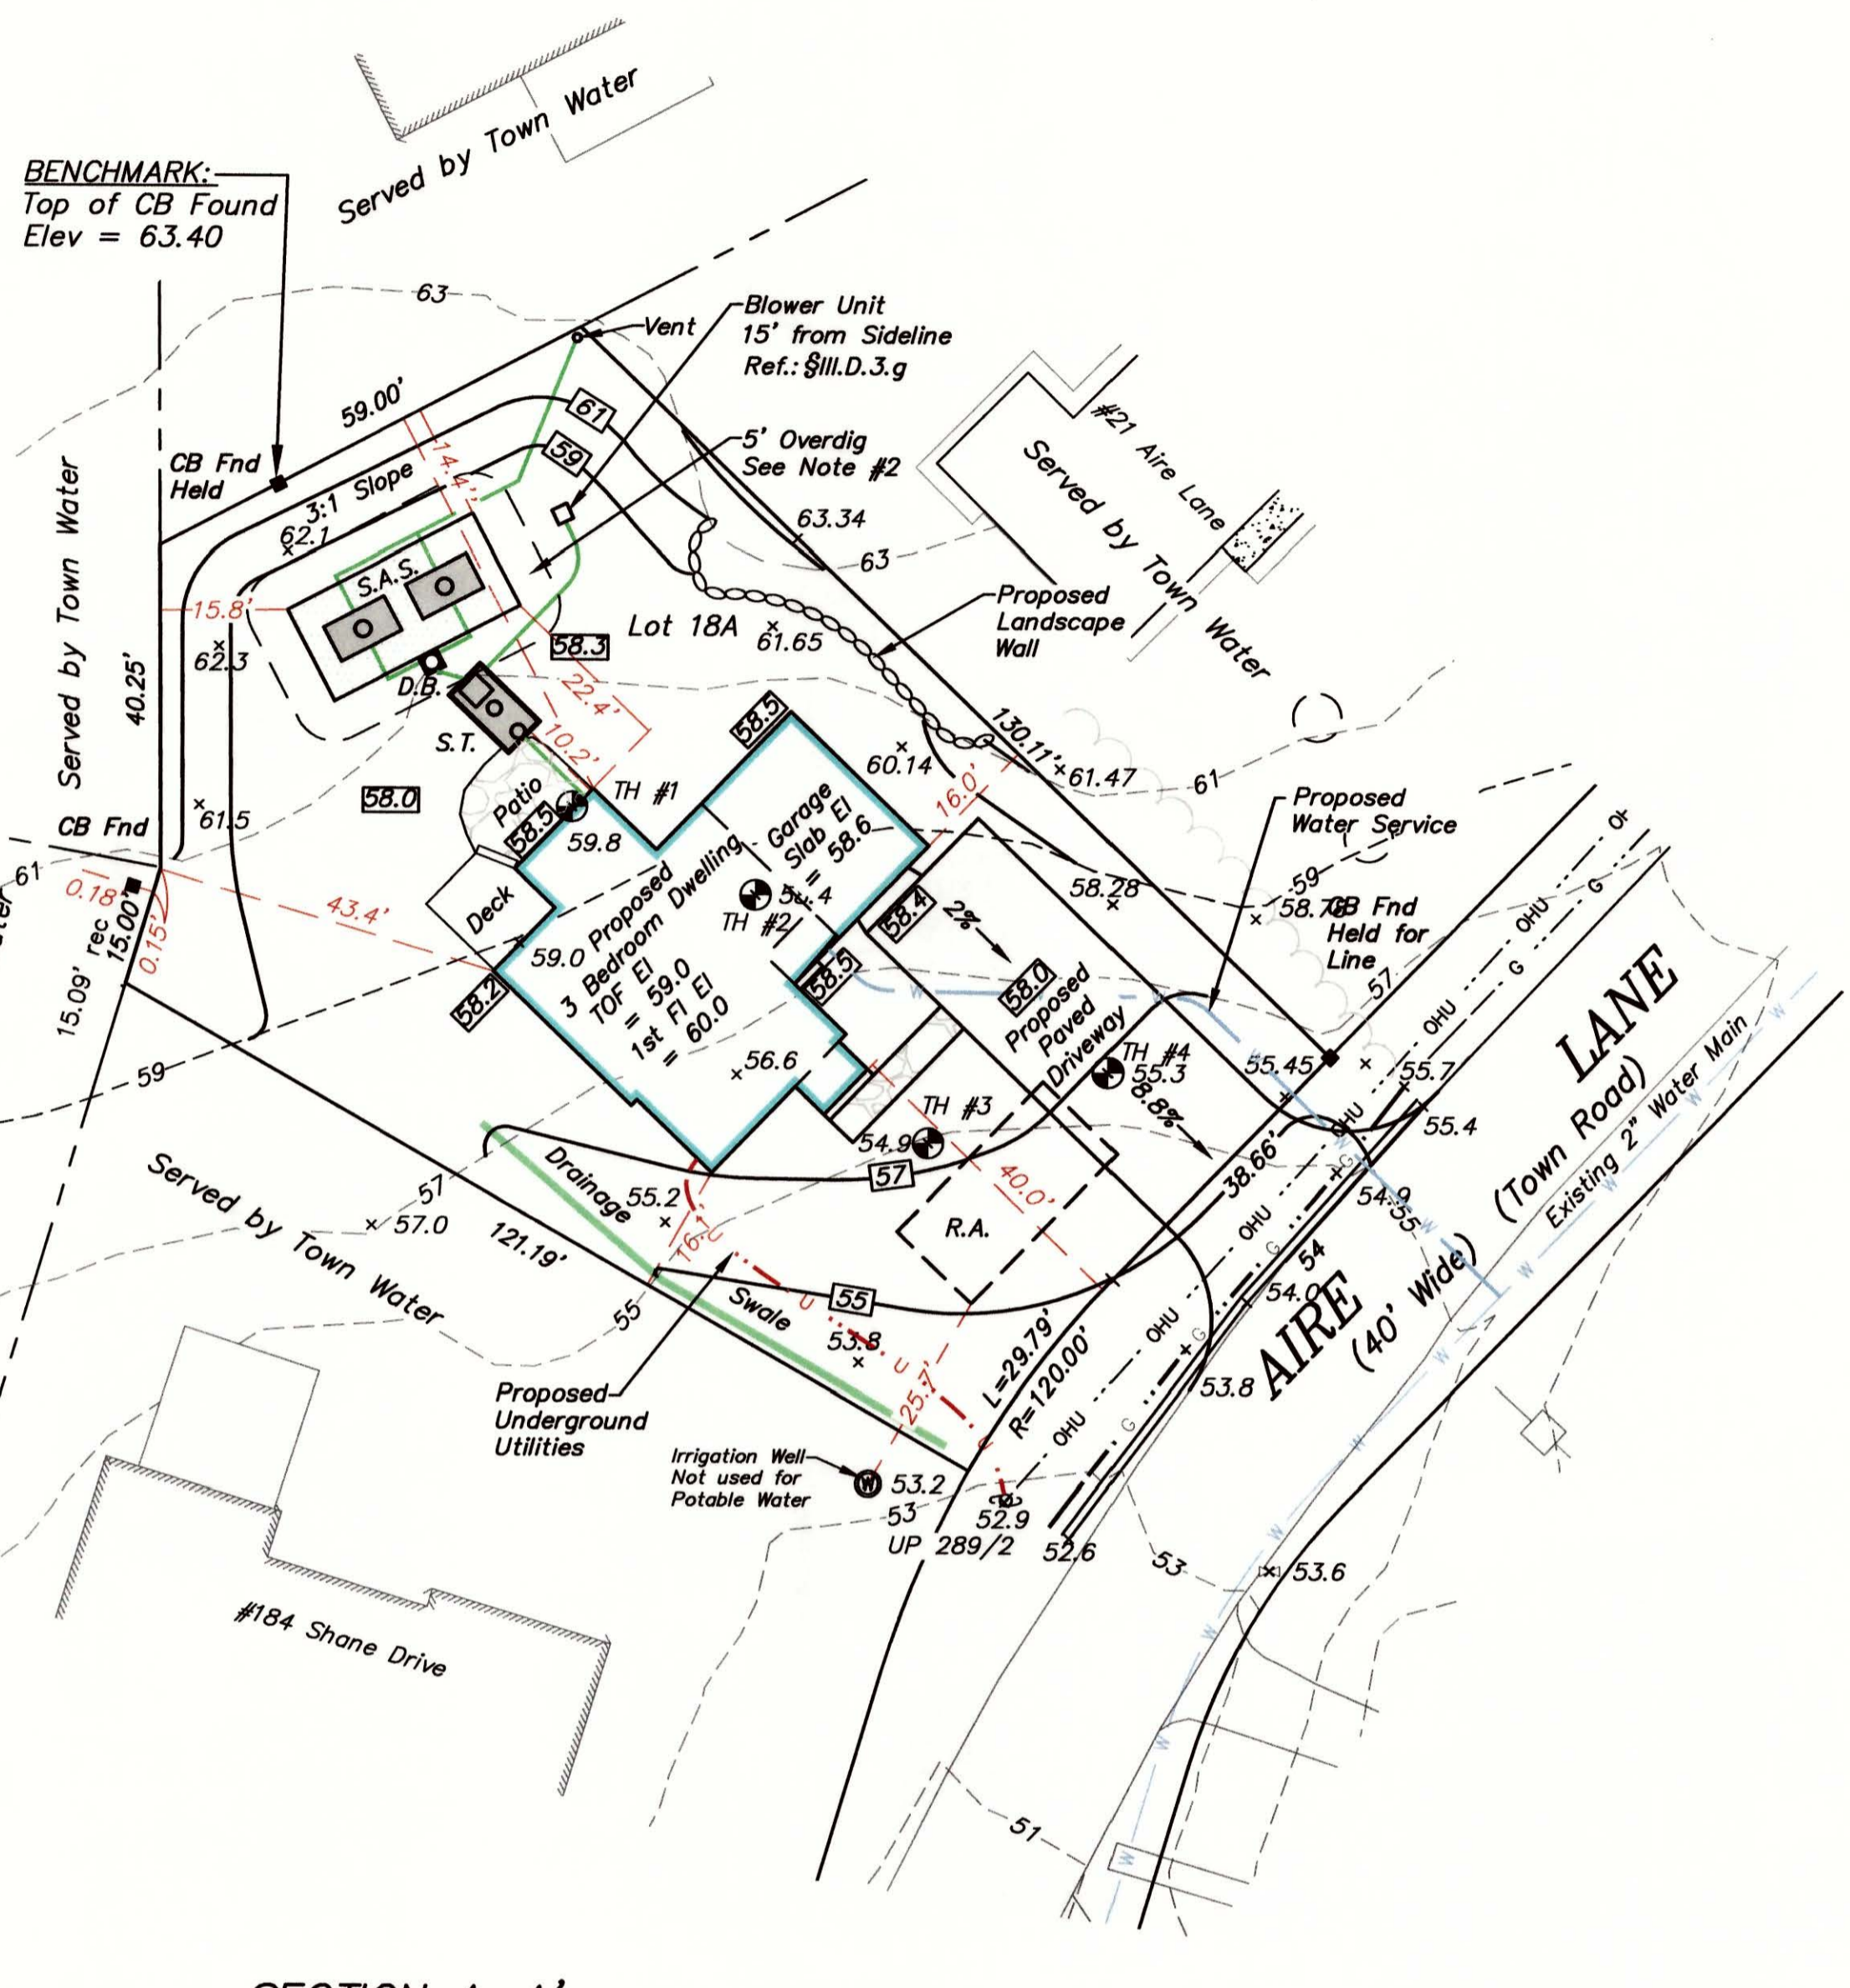 Served by Town Water
BENCHMARK:
Top of CB Found
Elev = 63.40
63
Vent
Blower Unit
15' from Sideline
Ref.: §III.D.3.g
59.00'
61
14.4'
59
5' Overdig
See Note #2
CB Fnd
Held
3:1 Slope
62.1
#21 Aire Lane
Served by Town Water
63.34
63
Served by Town Water
S.A.S.
15.8'
62.3
Lot 18A
61.65
58.3
Proposed
Landscape
Wall
40.25'
D.B.
22.4'
S.T.
10.2'
58.5
130.11'
60.14
61.47
61
16.0'
58.0
61.5
CB Fnd
Patio
58.5
TH #1
59.8
Garage
Slab El
=
58.6
Proposed
Water Service
61
0.18'
15.00'
15.09' rec
0.15'
43.4'
Deck
TH #2
58.4
2%
58.28
59
CB Fnd
Held for
Line
57
59.0
Proposed
3 Bedroom Dwelling
TOF El
= 59.0
1st Fl El
= 60.0
58.2
58.5
58.0
Proposed
Paved
Driveway
W
OHU
G
LANE
AIRE
(Town Road)
(40' Wide)
Existing 2" Water Main
59
56.6
TH #4
55.3
8.8%
55.45
55.7
55.4
TH #3
54.9
57
40.0'
38.66'
54.9
55
54
54.0
Served by Town Water
57
57.0
Drainage
55.2
R.A.
121.19'
55
Swale
55
53.8
U
25.7'
L=29.79'
R=120.00'
53.8
Proposed
Underground
Utilities
Irrigation Well
Not used for
Potable Water
W
53.2
53
52.9
UP 289/2
52.6
53
53.6
#184 Shane Drive
51